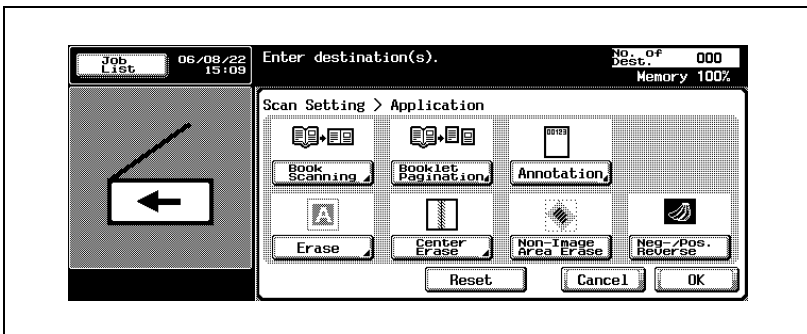 Job
List
06/08/22
15:09
Enter destination(s).
No. of
Dest.
000
Memory 100%
Scan Setting > Application
00123
Book
Scanning
Booklet
Pagination
Annotation
A
Erase
Center
Erase
Non-Image
Area Erase
Neg-/Pos.
Reverse
Reset
Cancel
OK